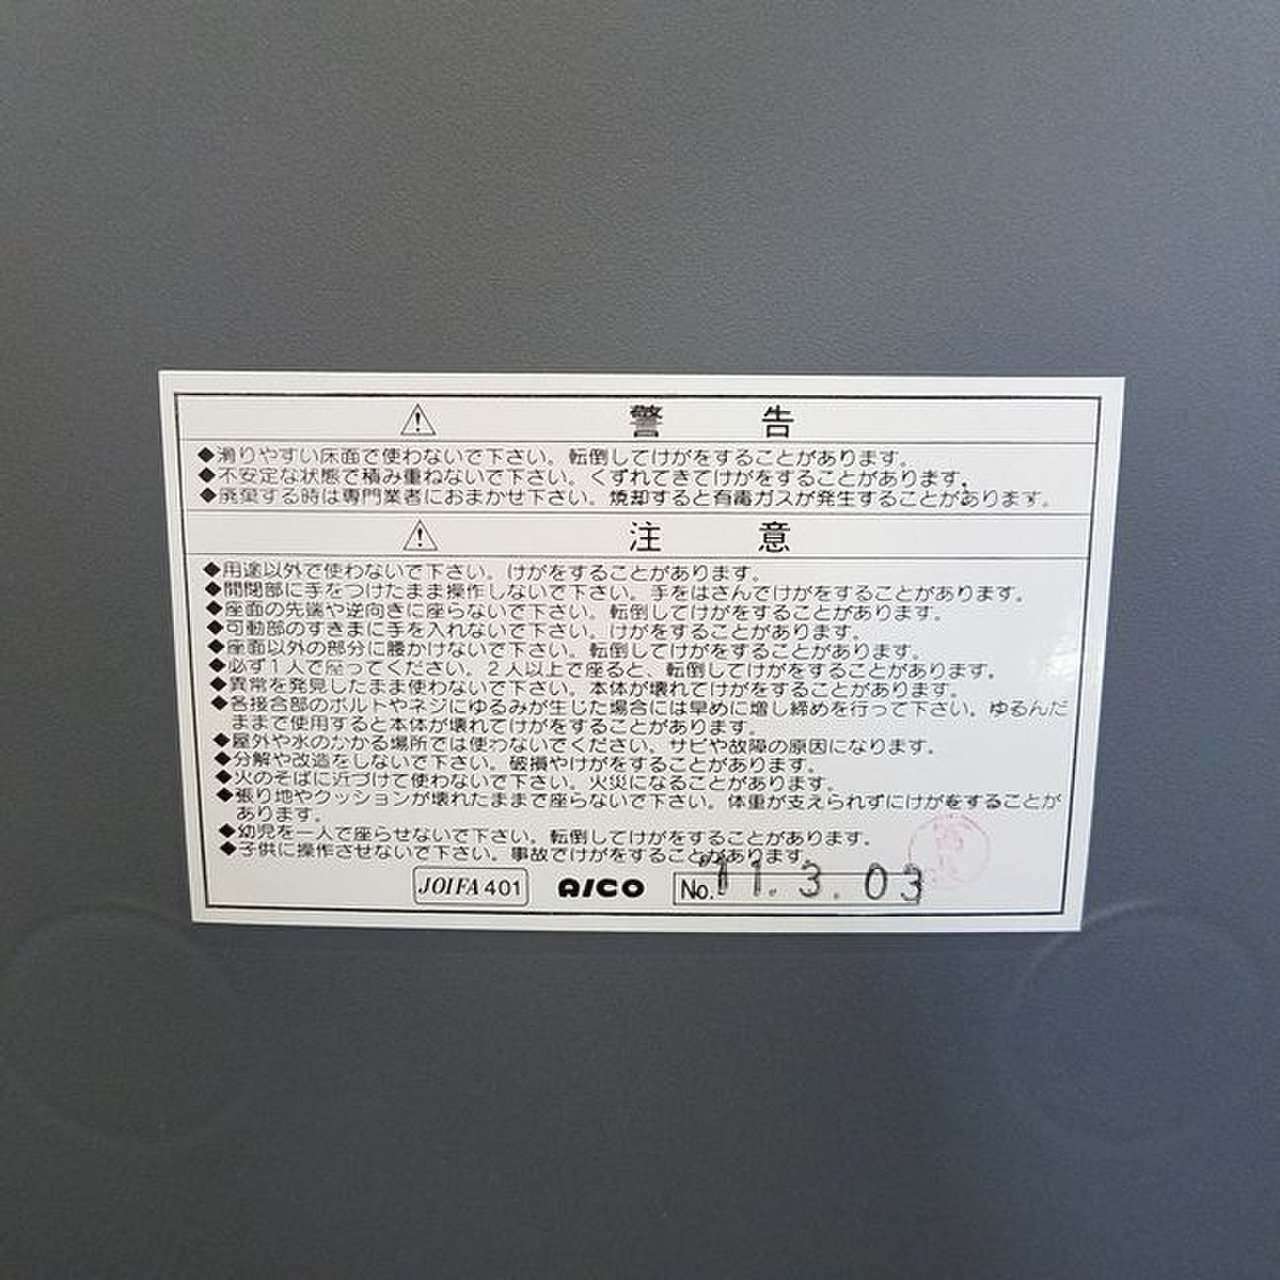 ⚠ 警告
◆滑りやすい床面で使わないで下さい。転倒してけがをすることがあります。
◆不安定な状態で積み重ねないで下さい。くずれてきてけがをすることがあります。
◆廃棄する時は専門業者におまかせ下さい。焼却すると有毒ガスが発生することがあります。
⚠ 注意
◆用途以外で使わないで下さい。けがをすることがあります。
◆開閉部に手をつけたまま操作しないで下さい。手をはさんでけがをすることがあります。
◆座面の先端や逆向きに座らないで下さい。転倒してけがをすることがあります。
◆可動部のすきまに手を入れないで下さい。けがをすることがあります。
◆座面以外の部分に腰かけないで下さい。転倒してけがをすることがあります。
◆必ず1人で座ってください。2人以上で座ると、転倒してけがをすることがあります。
◆異常を発見したまま使わないで下さい。本体が壊れてけがをすることがあります。
◆各接合部のボルトやネジにゆるみが生じた場合には早めに増し締めを行って下さい。ゆるんだ
ままで使用すると本体が壊れてけがをすることがあります。
◆屋外や水のかかる場所では使わないでください。サビや故障の原因になります。
◆分解や改造をしないで下さい。破損やけがをすることがあります。
◆火のそばに近づけて使わないで下さい。火災になることがあります。
◆張り地やクッションが壊れたままで座らないで下さい。体重が支えられずにけがをすることが
あります。
◆幼児を一人で座らせないで下さい。転倒してけがをすることがあります。
◆子供に操作させないで下さい。事故でけがをすることがあります。
JOIFA 401 AICO No. 11.3.03